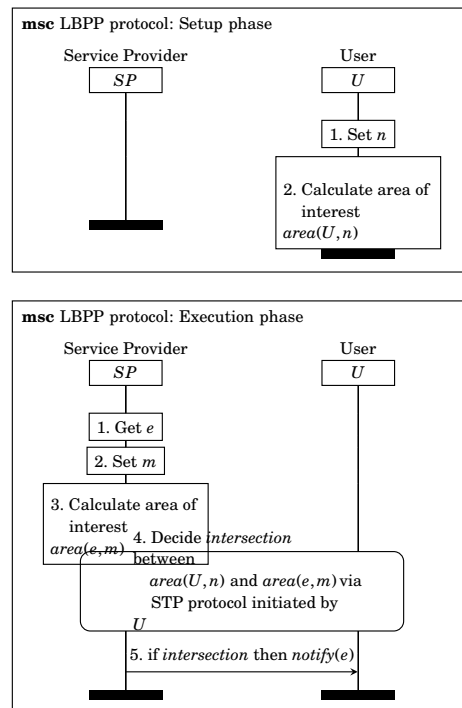 msc LBPP protocol: Setup phase
Service Provider
User
SP
U
1. Set n
2. Calculate area of
interest
area(U,n)
msc LBPP protocol: Execution phase
Service Provider
User
SP
U
1. Get e
2. Set m
3. Calculate area of
interest
area(e,m)
4. Decide intersection
between
area(U,n) and area(e,m) via
STP protocol initiated by
U
5. if intersection then notify(e)